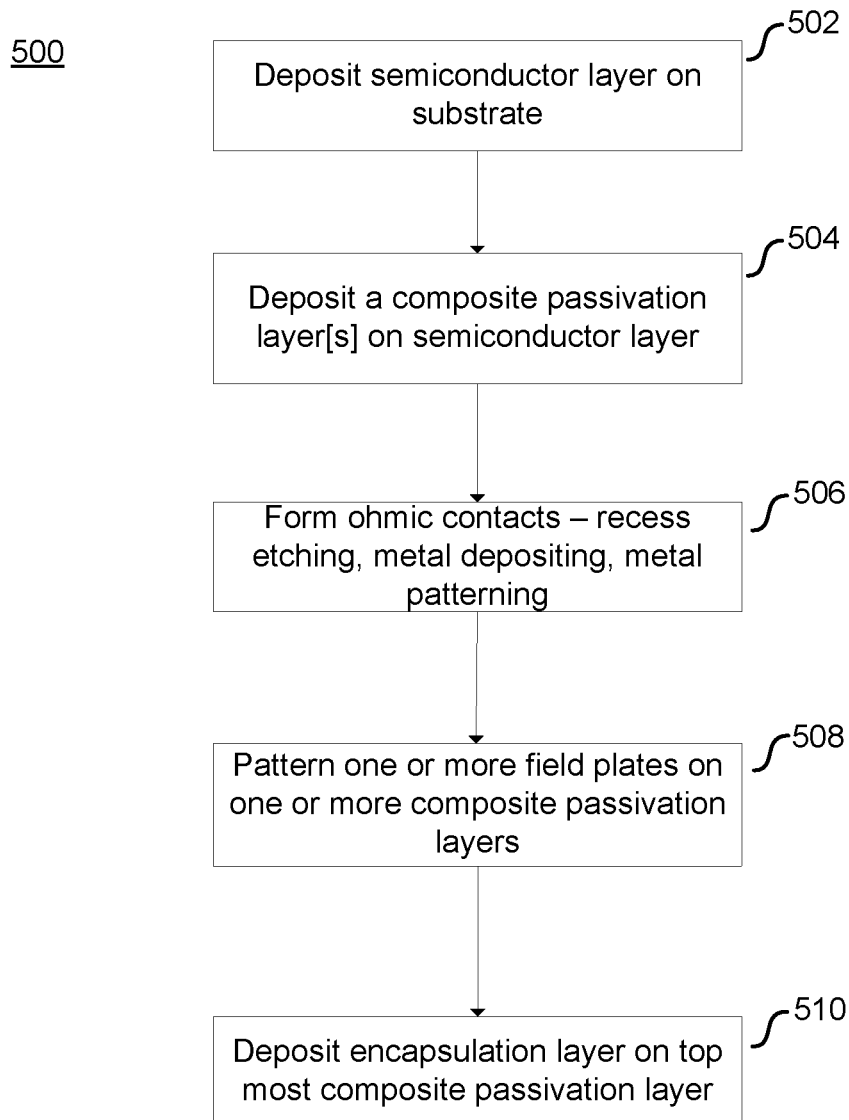 500
502
Deposit semiconductor layer on
substrate
504
Deposit a composite passivation
layer[s] on semiconductor layer
506
Form ohmic contacts – recess
etching, metal depositing, metal
patterning
508
Pattern one or more field plates on
one or more composite passivation
layers
510
Deposit encapsulation layer on top
most composite passivation layer